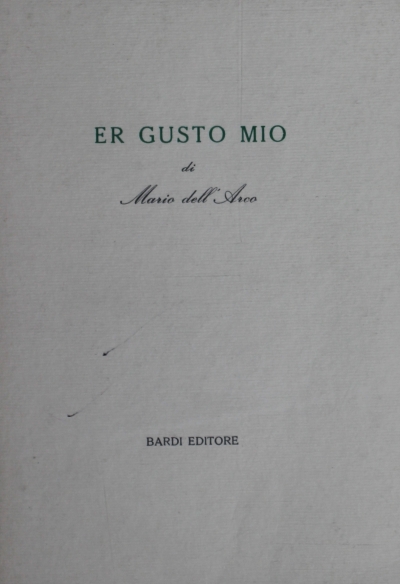 ER GUSTO MIO
di
Mario dell'Arco
BARDI EDITORE